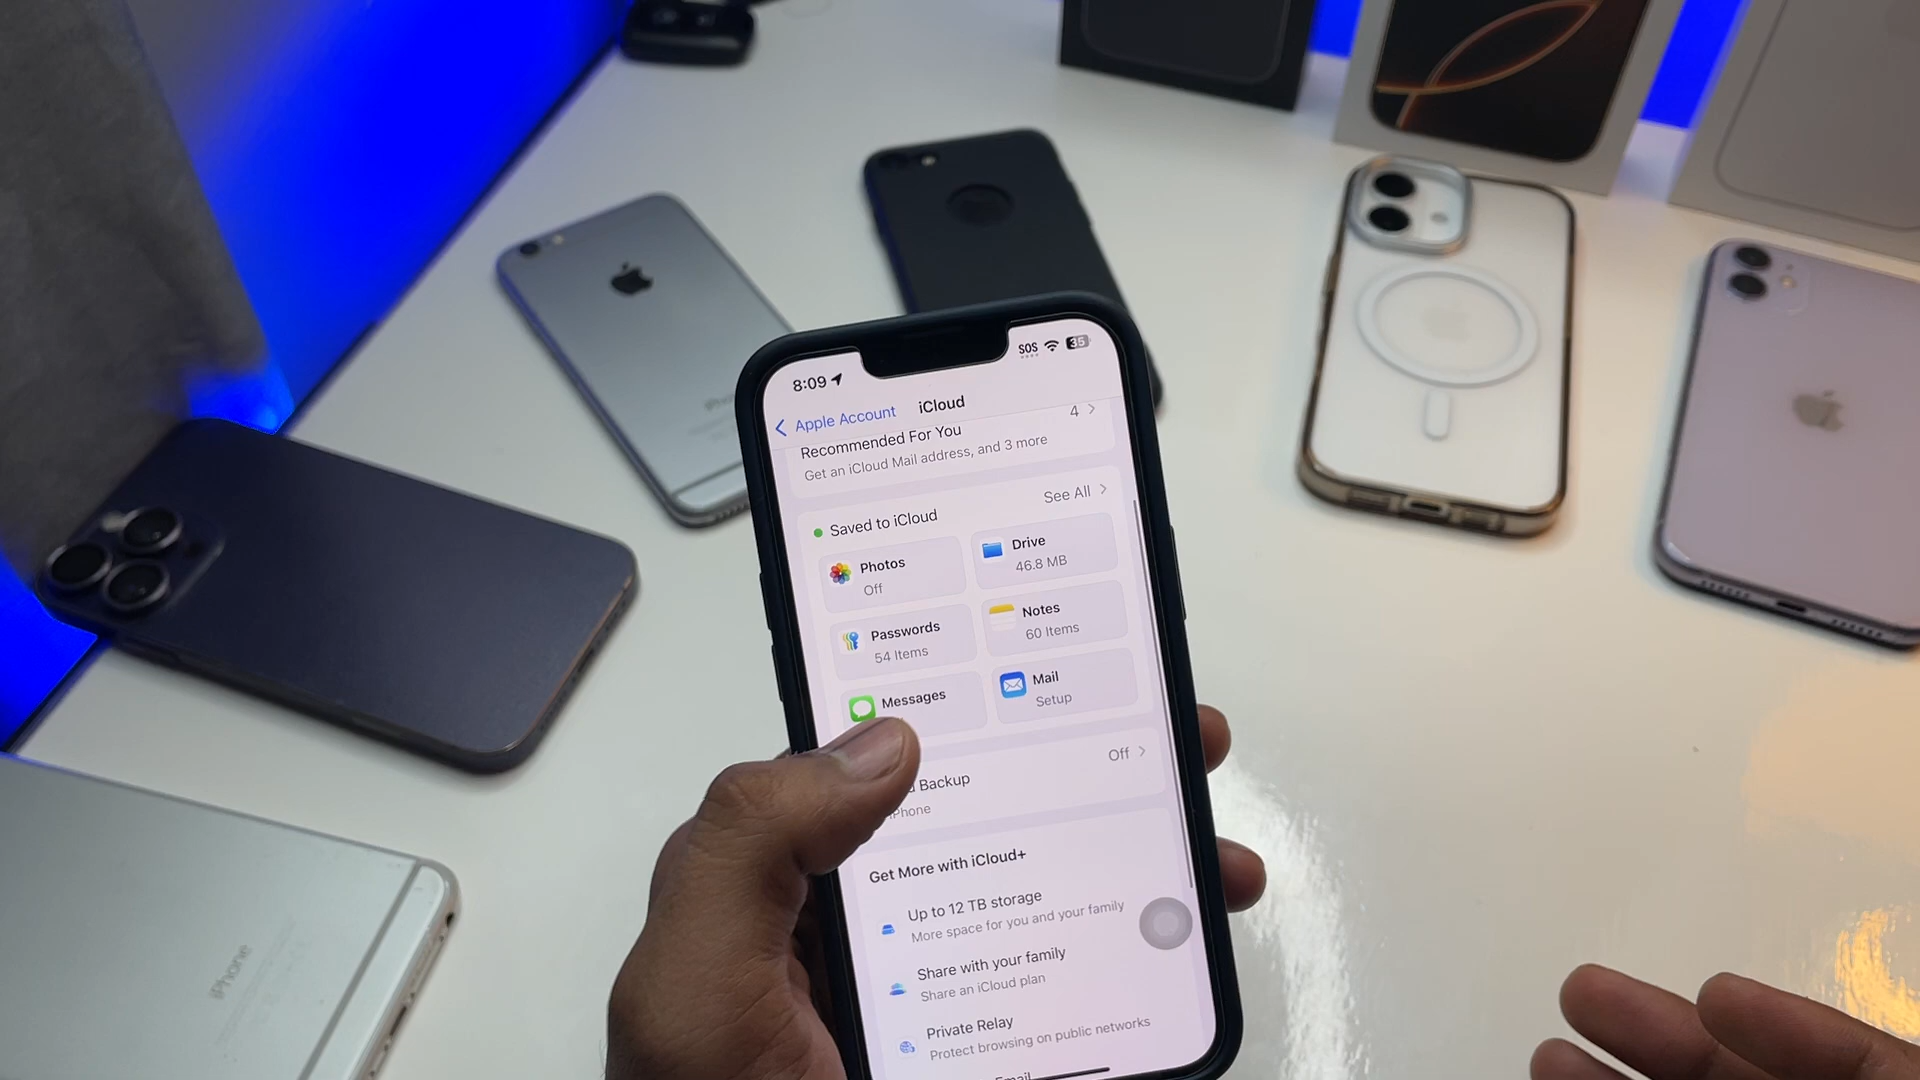 8:09
SOS
35
Apple Account
iCloud
Recommended For You
4
Get an iCloud Mail address, and 3 more
Saved to iCloud
See All
Photos
Off
Drive
46.8 MB
Passwords
54 Items
Notes
60 Items
Messages
Mail
Setup
Backup
Off
iPhone
Get More with iCloud+
Up to 12 TB storage
More space for you and your family
Share with your family
Share an iCloud plan
Private Relay
Protect browsing on public networks
Email
iPhone